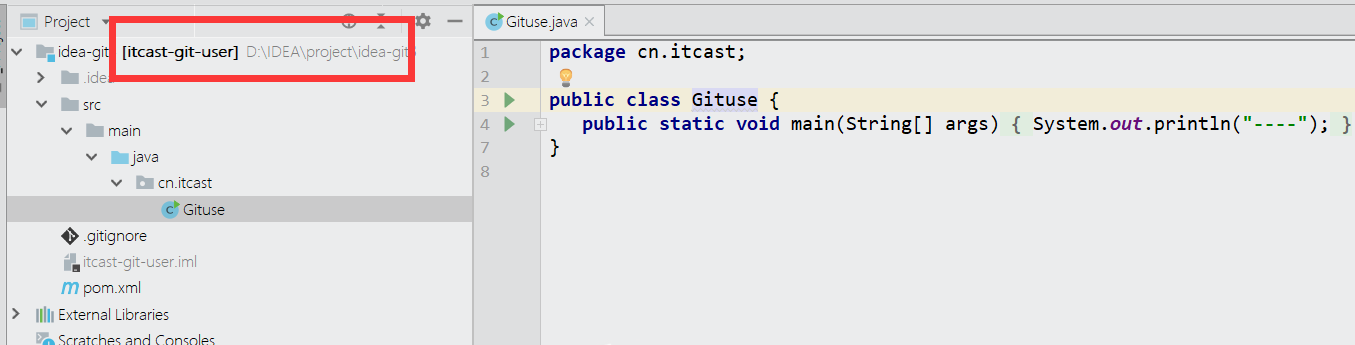 Project
idea-git [itcast-git-user] D:\IDEA\project\idea-git
.idea
src
main
java
cn.itcast
Gituse
.gitignore
itcast-git-user.iml
pom.xml
External Libraries
Scratches and Consoles
Gituse.java
1 package cn.itcast;
2
3 public class Gituse {
4 public static void main(String[] args) { System.out.println("----"); }
7 }
8